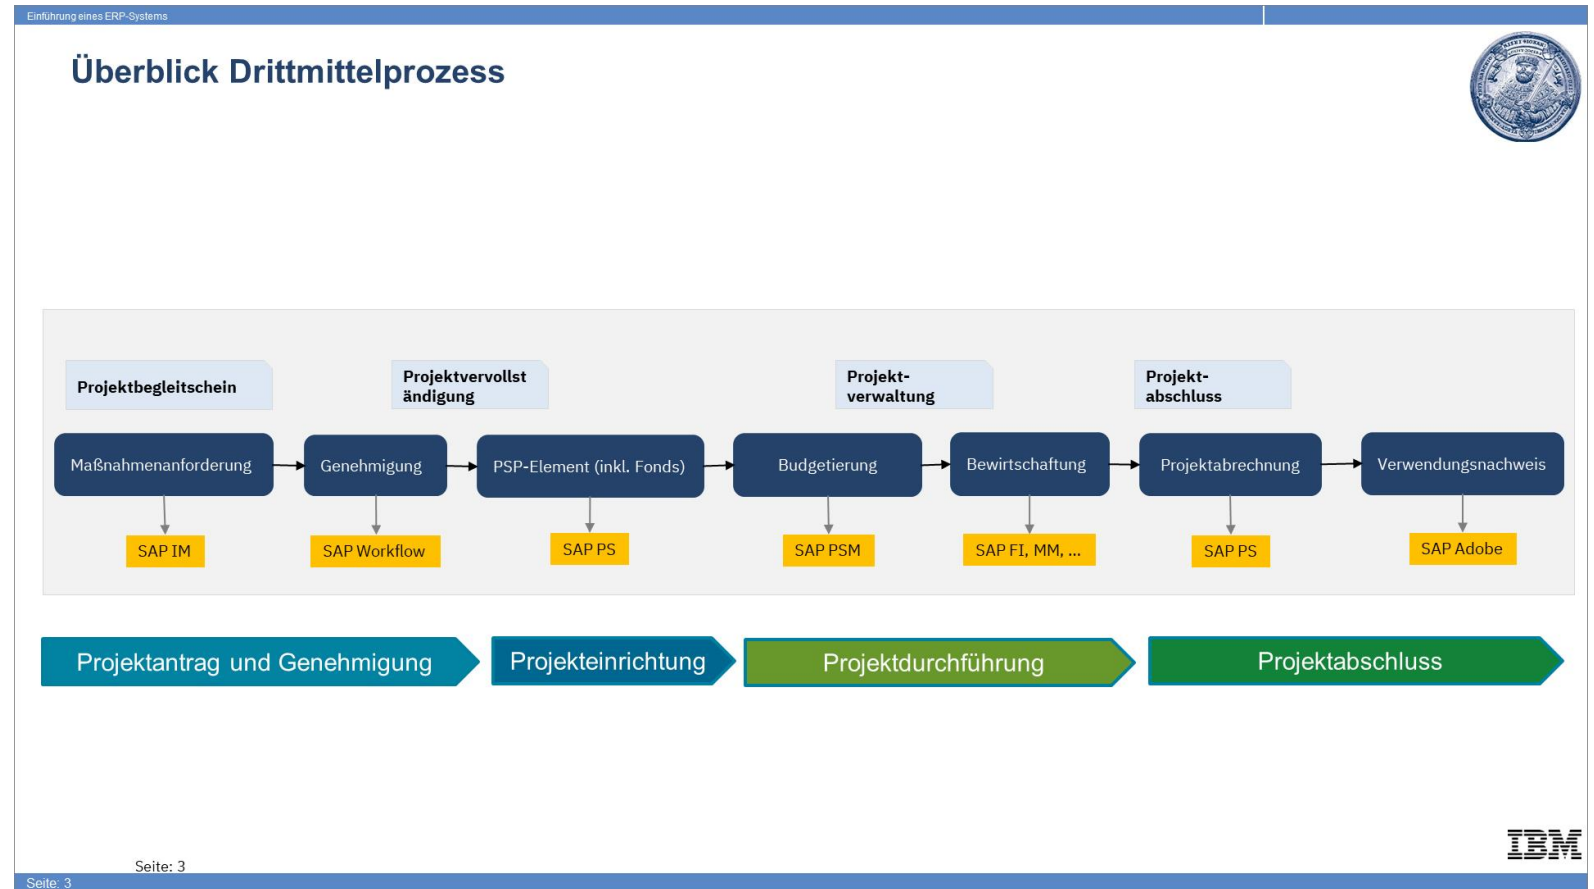 Einführung eines ERP-Systems
Überblick Drittmittelprozess
Projektbegleitschein
Projektvervollst
ändigung
Projekt-
verwaltung
Projekt-
abschluss
Maßnahmenanforderung
Genehmigung
PSP-Element (inkl. Fonds)
Budgetierung
Bewirtschaftung
Projektabrechnung
Verwendungsnachweis
SAP IM
SAP Workflow
SAP PS
SAP PSM
SAP FI, MM, ...
SAP PS
SAP Adobe
Projektantrag und Genehmigung
Projekteinrichtung
Projektdurchführung
Projektabschluss
IBM
Seite: 3
Seite: 3